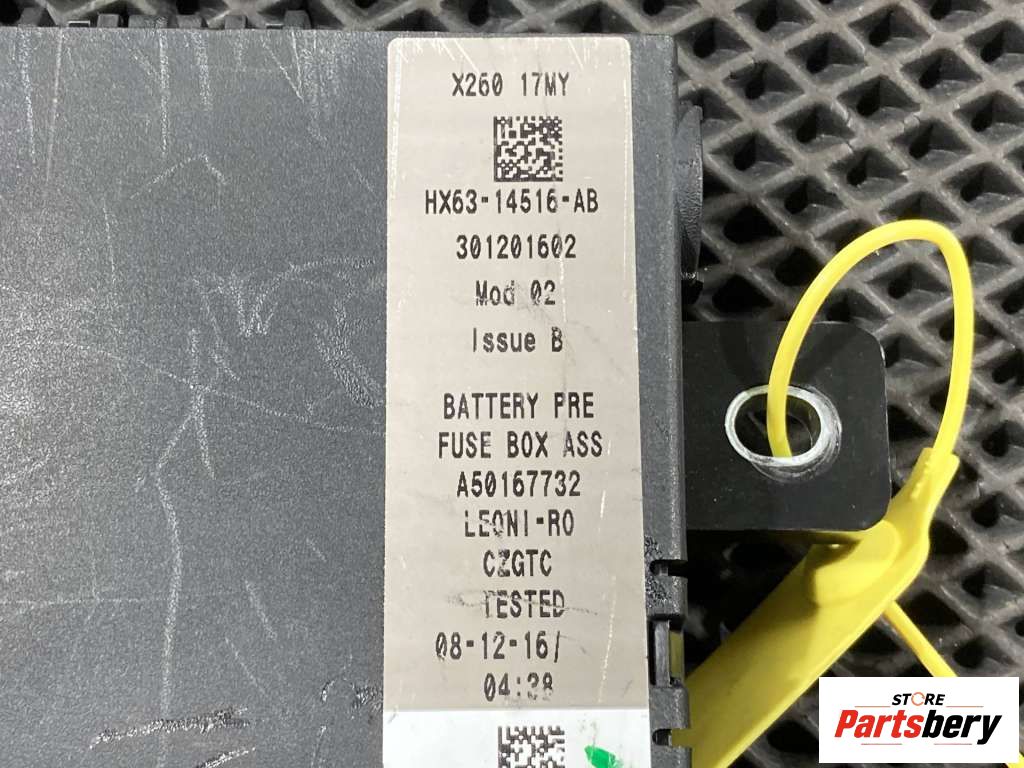 X260 17MY
HX63-14516-AB
301201602
Mod 02
Issue B
BATTERY PRE
FUSE BOX ASS
A50167732
LEONI-RO
CZGTC
TESTED
08-12-16/
04:38
STORE
Partsbery